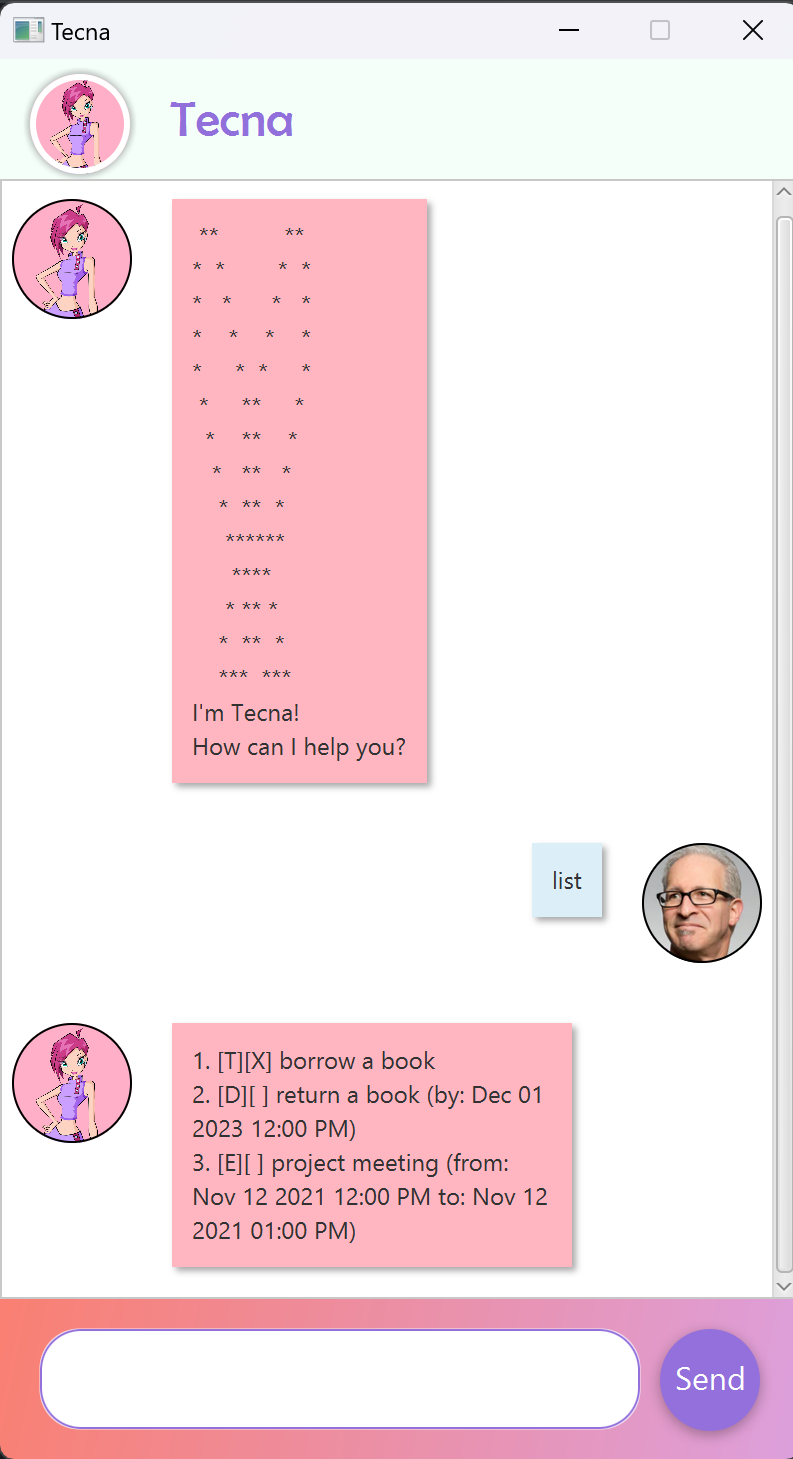 Tecna
Tecna
 **          **
*  *        *  *
*   *      *   *
*    *    *    *
*     *  *     *
 *     **     *
  *    **    *
   *   **   *
    *  **  *
     ******
      ****
     * ** *
    *  **  *
    ***  ***
I'm Tecna!
How can I help you?
list
1. [T][X] borrow a book
2. [D][ ] return a book (by: Dec 01
2023 12:00 PM)
3. [E][ ] project meeting (from:
Nov 12 2021 12:00 PM to: Nov 12
2021 01:00 PM)
Send